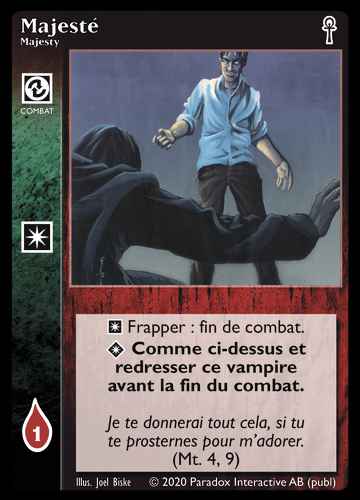 Majesté
Majesty
COMBAT
Frapper : fin de combat.
Comme ci-dessus et
redresser ce vampire
avant la fin du combat.
Je te donnerai tout cela, si tu
te prosternes pour m'adorer.
(Mt. 4, 9)
1
Illus. Joel Biske © 2020 Paradox Interactive AB (publ)